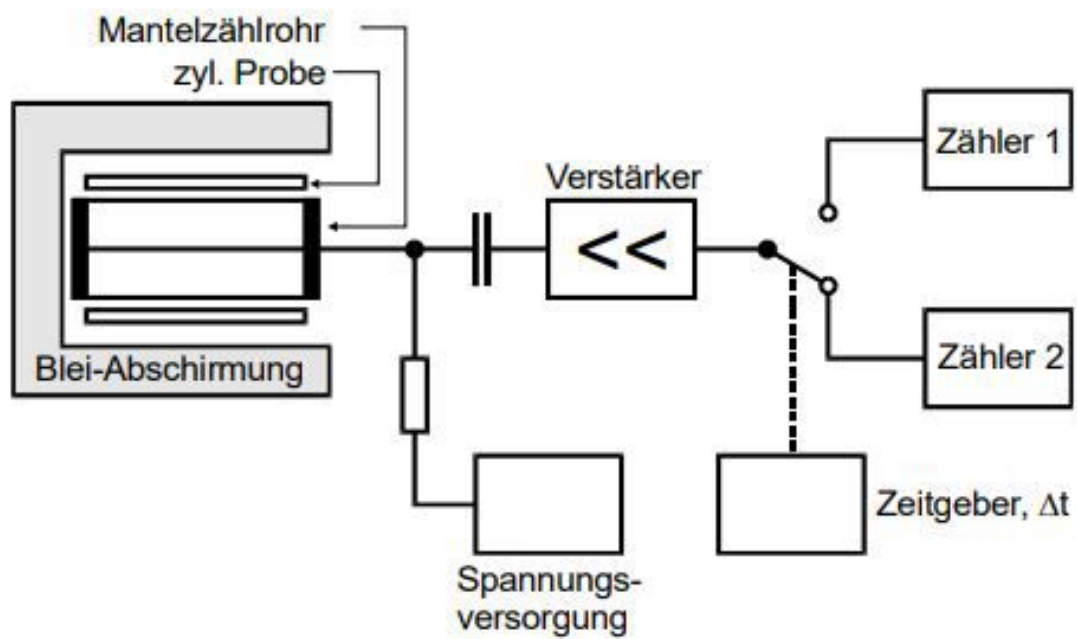 Mantelzählrohr
zyl. Probe
Blei-Abschirmung
Verstärker
<<
Zähler 1
Zähler 2
Zeitgeber, Δt
Spannungs-
versorgung